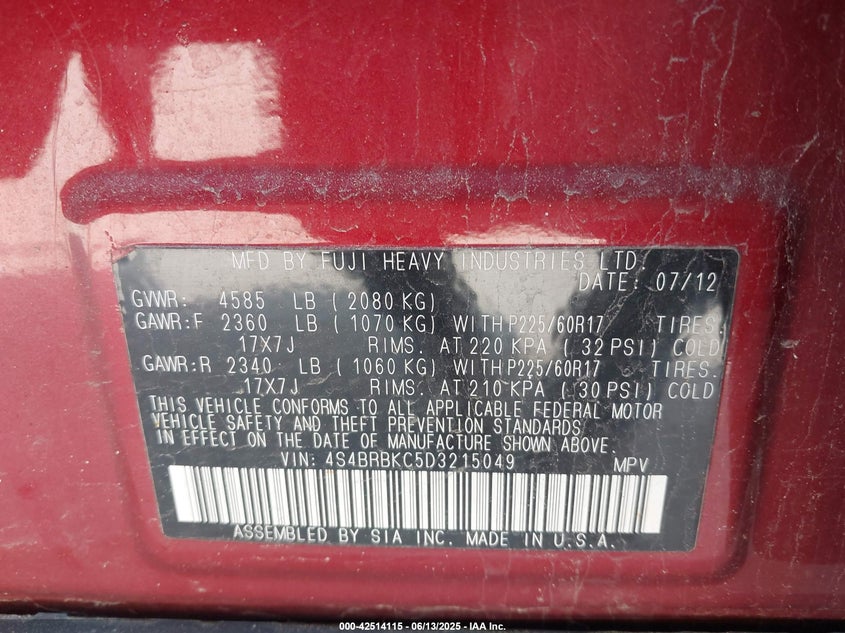 MFD BY FUJI HEAVY INDUSTRIES LTD.
DATE: 07/12
GVWR: 4585 LB ( 2080 KG)
GAWR:F 2360 LB ( 1070 KG) WITH P225/60R17 TIRES.
17X7J RIMS. AT 220 KPA ( 32 PSI) COLD
GAWR:R 2340 LB ( 1060 KG) WITH P225/60R17 TIRES.
17X7J RIMS. AT 210 KPA ( 30 PSI) COLD
THIS VEHICLE CONFORMS TO ALL APPLICABLE FEDERAL MOTOR
VEHICLE SAFETY AND THEFT PREVENTION STANDARDS
IN EFFECT ON THE DATE OF MANUFACTURE SHOWN ABOVE.
VIN: 4S4BRBKC5D3215049 MPV
ASSEMBLED BY SIA INC. MADE IN U.S.A.
000-42514115 - 06/13/2025 - IAA Inc.